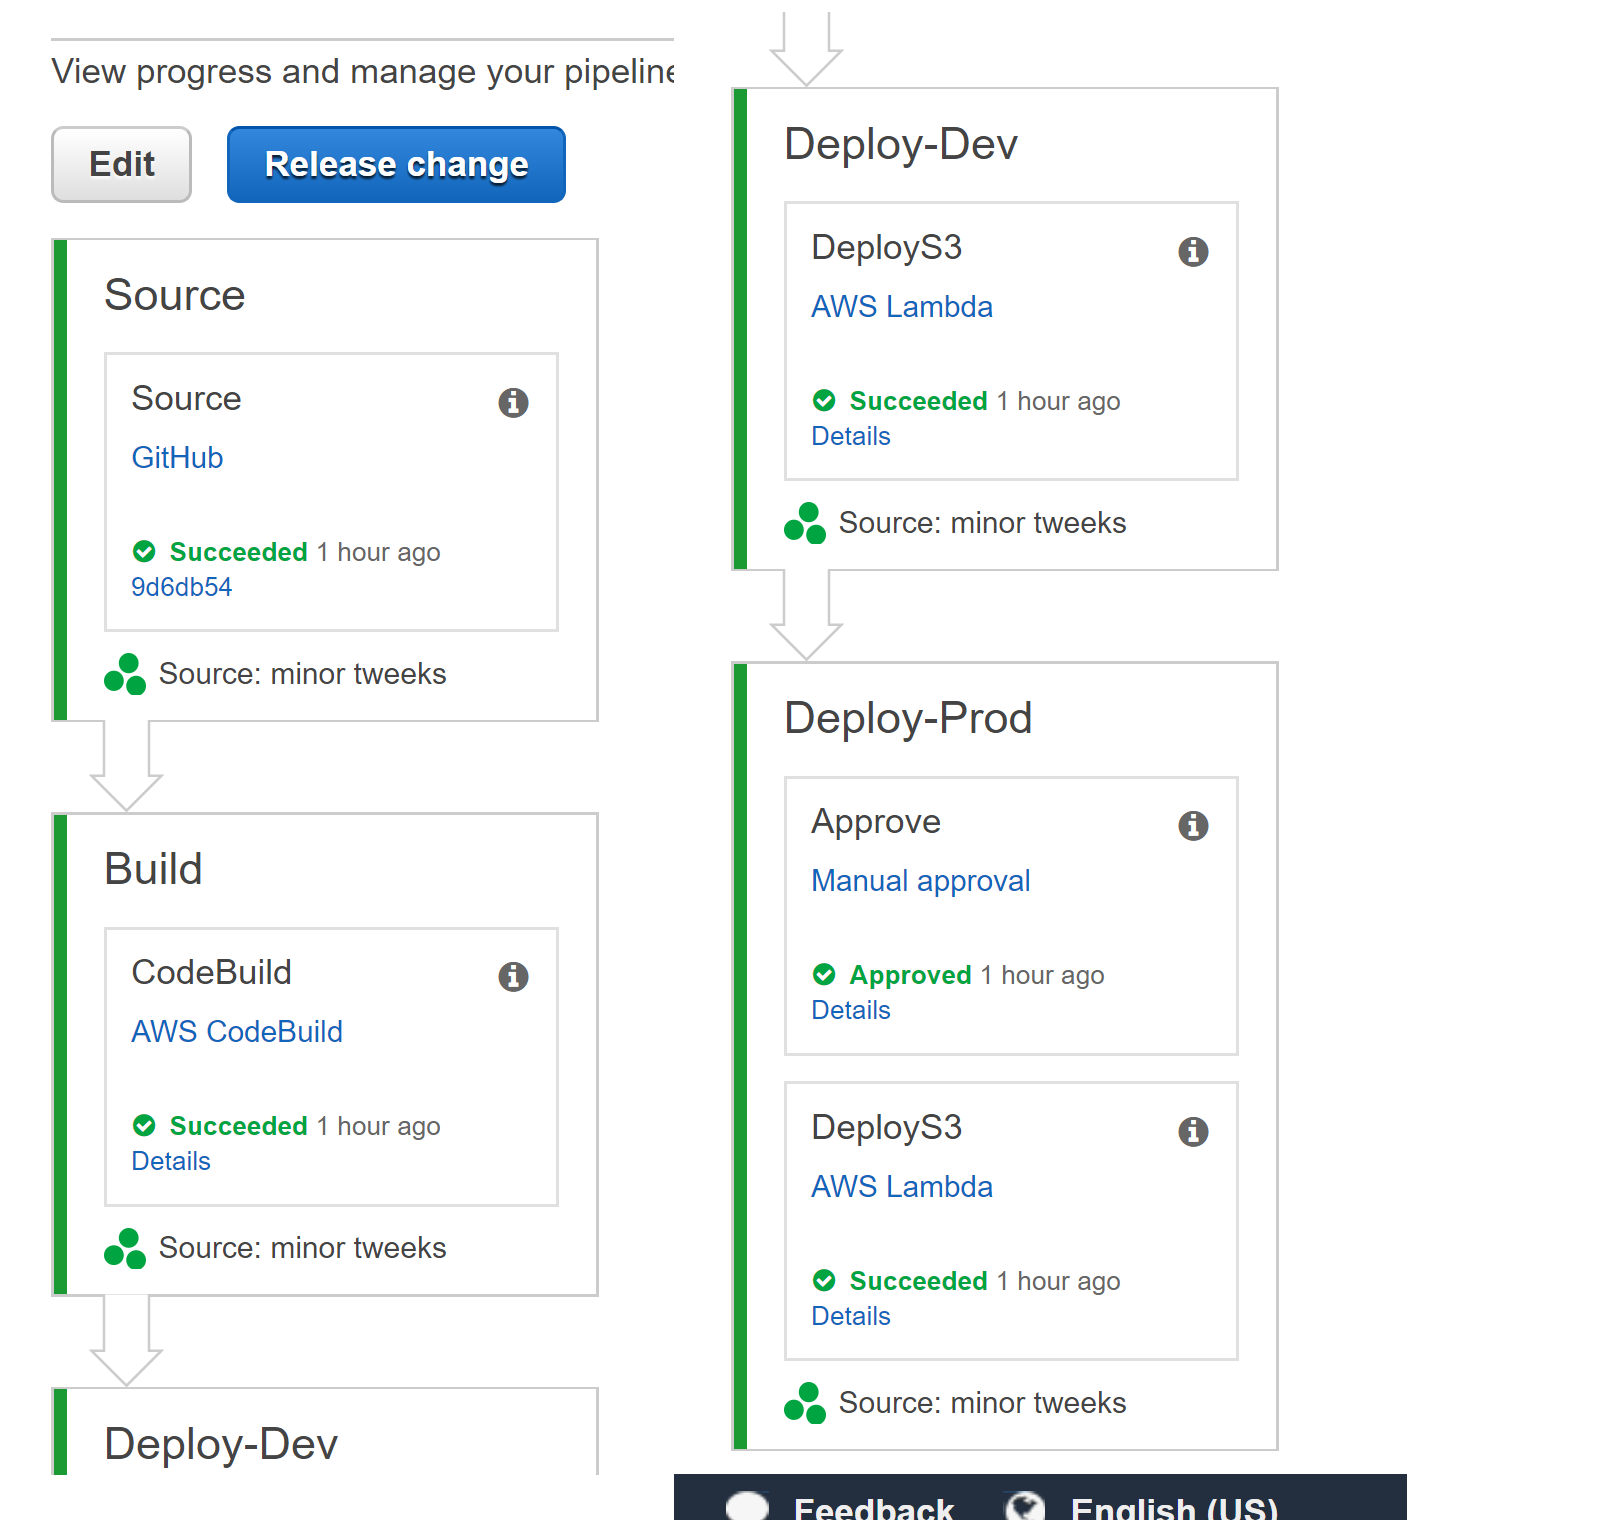 View progress and manage your pipeline
Edit
Release change
Source
Source
GitHub
Succeeded 1 hour ago
9d6db54
Source: minor tweeks
Build
CodeBuild
AWS CodeBuild
Succeeded 1 hour ago
Details
Source: minor tweeks
Deploy-Dev
Deploy-Dev
DeployS3
AWS Lambda
Succeeded 1 hour ago
Details
Source: minor tweeks
Deploy-Prod
Approve
Manual approval
Approved 1 hour ago
Details
DeployS3
AWS Lambda
Succeeded 1 hour ago
Details
Source: minor tweeks
Feedback
English (US)